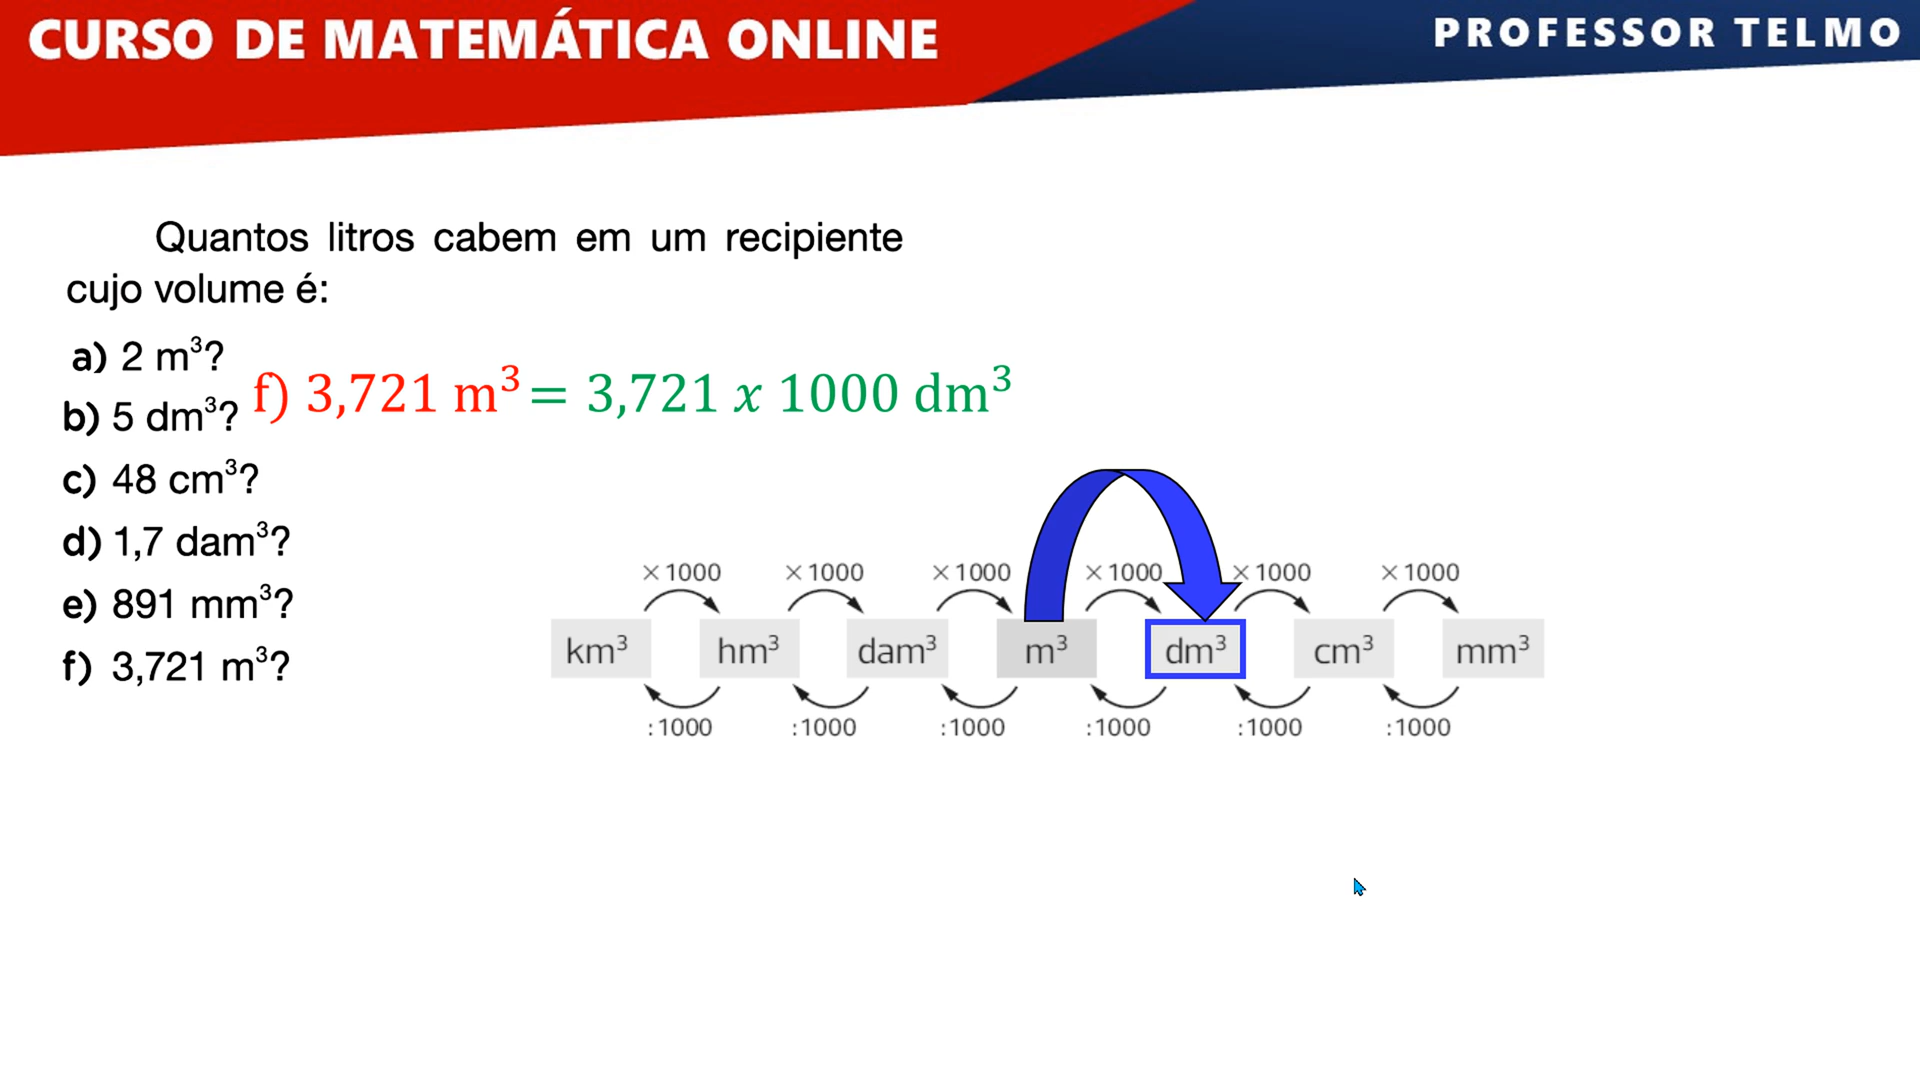 CURSO DE MATEMÁTICA ONLINE
PROFESSOR TELMO
Quantos litros cabem em um recipiente
cujo volume é:
a) 2 m³?
b) 5 dm³?
c) 48 cm³?
d) 1,7 dam³?
e) 891 mm³?
f) 3,721 m³?
f) 3,721 m³ = 3,721 x 1000 dm³
×1000 ×1000 ×1000 ×1000 ×1000 ×1000
km³ hm³ dam³ m³ dm³ cm³ mm³
:1000 :1000 :1000 :1000 :1000 :1000